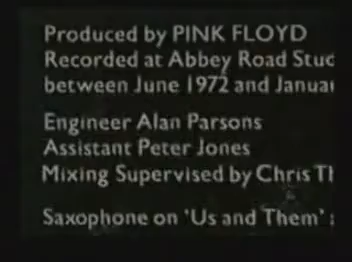 Produced by PINK FLOYD
Recorded at Abbey Road
between June 1972 and
Engineer Alan Parsons
Assistant Peter Jones
Mixing Supervised by Chris
Saxophone on 'Us and Them'